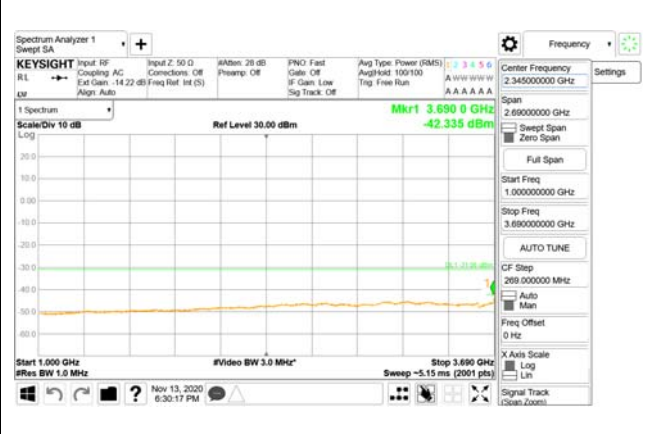 Spectrum Analyzer 1
Swept SA
Frequency
Settings
KEYSIGHT
RL
Input: RF
Coupling: AC
Ext Gain: -14.22 dB
Align: Auto
Input Z: 50 Ω
Corrections: Off
Freq Ref: Int (S)
#Atten: 28 dB
Preamp: Off
PNO: Fast
Gate: Off
IF Gain: Low
Sig Track: Off
Avg Type: Power (RMS)
Avg|Hold: 100/100
Trig: Free Run
1 2 3 4 5 6
A W W W W W
A A A A A A
1 Spectrum
Scale/Div 10 dB
Log
Ref Level 30.00 dBm
Mkr1 3.690 0 GHz
-42.335 dBm
20.0
10.0
0.00
-10.0
-20.0
-30.0
-40.0
-50.0
-60.0
1
Start 1.000 GHz
#Res BW 1.0 MHz
#Video BW 3.0 MHz*
Stop 3.690 GHz
Sweep ~5.15 ms (2001 pts)
Nov 13, 2020
6:30:17 PM
Center Frequency
2.345000000 GHz
Span
2.69000000 GHz
Swept Span
Zero Span
Full Span
Start Freq
1.000000000 GHz
Stop Freq
3.690000000 GHz
AUTO TUNE
CF Step
269.000000 MHz
Auto
Man
Freq Offset
0 Hz
X Axis Scale
Log
Lin
Signal Track
(Span Zoom)